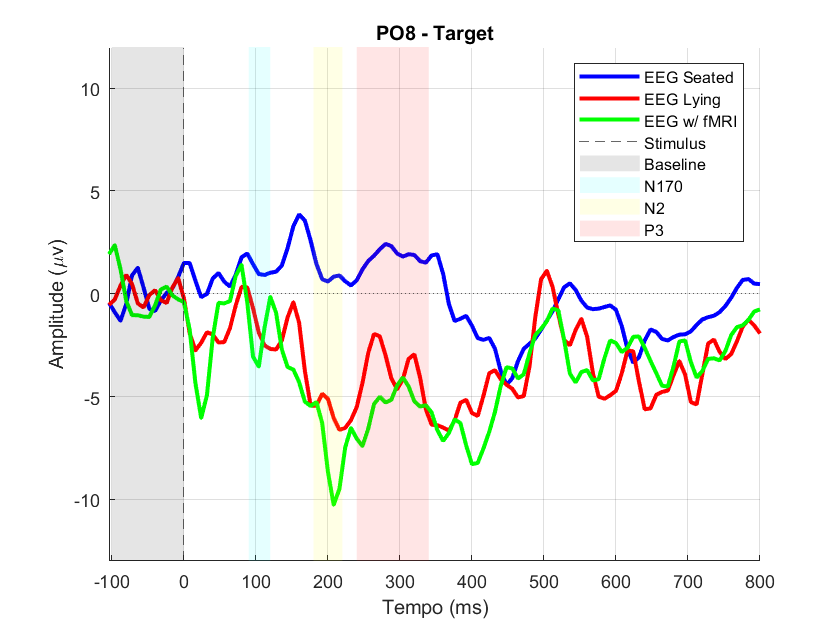 PO8 - Target
EEG Seated
EEG Lying
EEG w/ fMRI
Stimulus
Baseline
N170
N2
P3
Amplitude (μv)
10
5
0
-5
-10
-100 0 100 200 300 400 500 600 700 800
Tempo (ms)